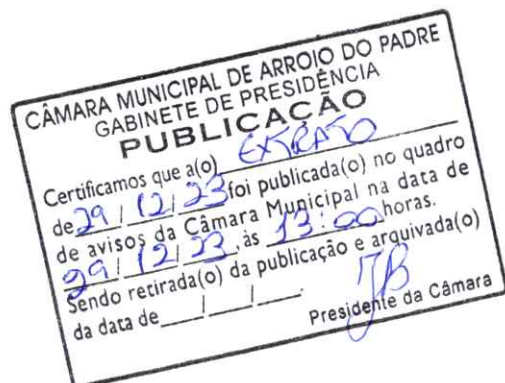 CÂMARA MUNICIPAL DE ARROIO DO PADRE
GABINETE DE PRESIDÊNCIA
PUBLICAÇÃO
Certificamos que a(o) EXTRATO
de 29 / 12 / 23 foi publicada(o) no quadro
de avisos da Câmara Municipal na data de
29 / 12 / 23, às 13:00 horas.
Sendo retirada(o) da publicação e arquivada(o)
da data de ___/___/___.
Presidente da Câmara